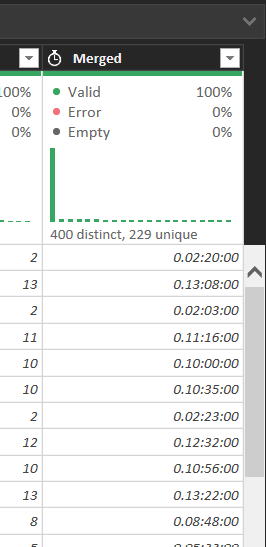 Merged
100% Valid 100%
0% Error 0%
0% Empty 0%
400 distinct, 229 unique
2 0.02:20:00
13 0.13:08:00
2 0.02:03:00
11 0.11:16:00
10 0.10:00:00
10 0.10:35:00
2 0.02:23:00
12 0.12:32:00
10 0.10:56:00
13 0.13:22:00
8 0.08:48:00